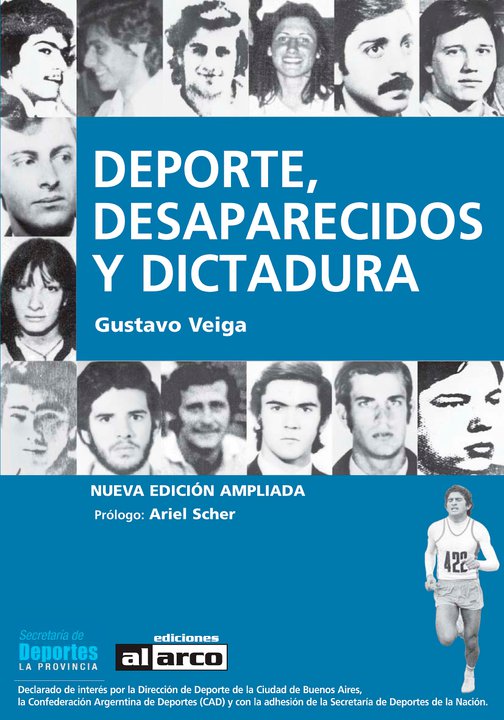 DEPORTE,
DESAPARECIDOS
Y DICTADURA
Gustavo Veiga
NUEVA EDICIÓN AMPLIADA
Prólogo: Ariel Scher
422
Secretaría de
Deportes
LA PROVINCIA
ediciones
al arco
Declarado de interés por la Dirección de Deporte de la Ciudad de Buenos Aires,
la Confederación Argerntina de Deportes (CAD) y con la adhesión de la Secretaría de Deportes de la Nación.